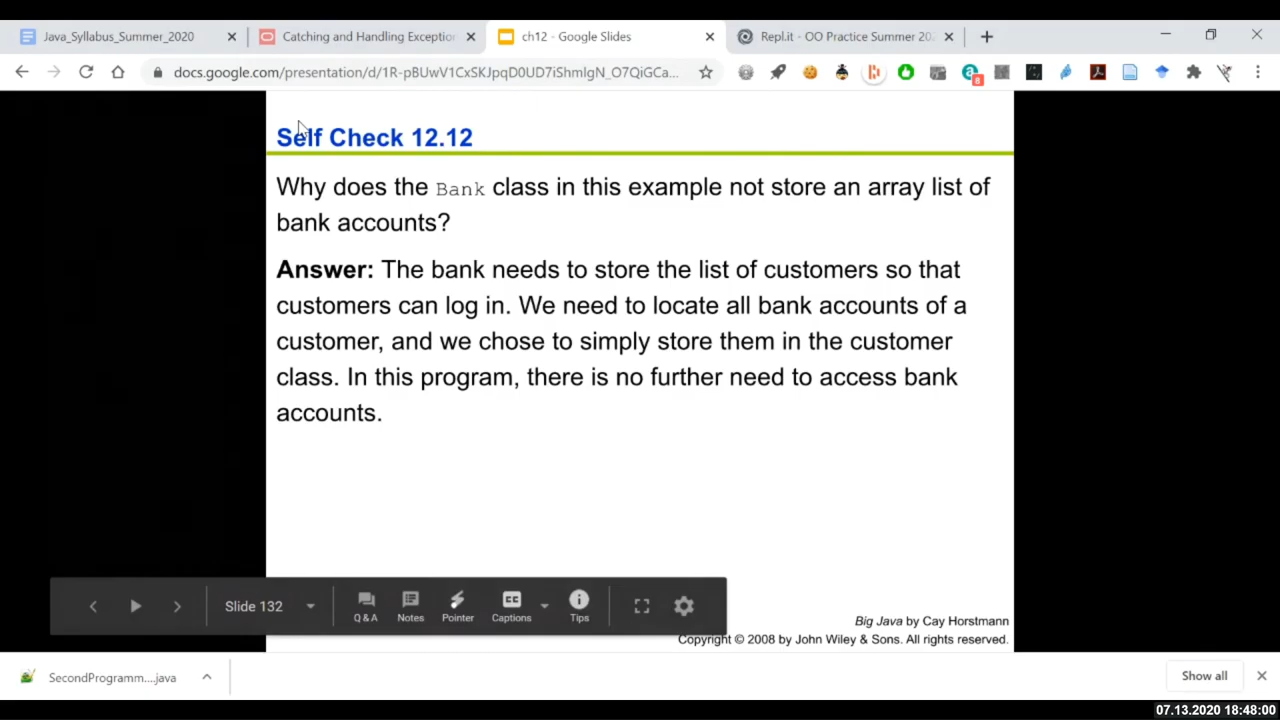 Java_Syllabus_Summer_2020
Catching and Handling Exception
ch12 - Google Slides
Repl.it - OO Practice Summer 202
docs.google.com/presentation/d/1R-pBUwV1CxSKJpqD0UD7iShmIgN_O7QiGCa...
8
Self Check 12.12
Why does the Bank class in this example not store an array list of
bank accounts?
Answer: The bank needs to store the list of customers so that
customers can log in. We need to locate all bank accounts of a
customer, and we chose to simply store them in the customer
class. In this program, there is no further need to access bank
accounts.
Slide 132
Q & A
Notes
Pointer
CC
Captions
Tips
Big Java by Cay Horstmann
Copyright © 2008 by John Wiley & Sons. All rights reserved.
SecondProgramm....java
Show all
07.13.2020 18:48:00